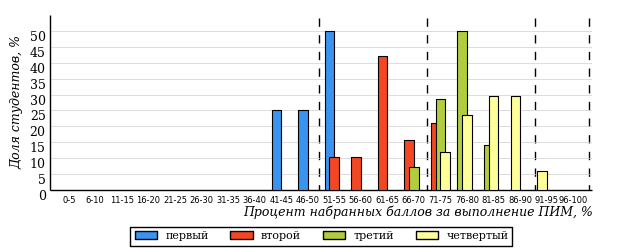 Доля студентов, %
50
45
40
35
30
25
20
15
10
5
0
0-5 6-10 11-15 16-20 21-25 26-30 31-35 36-40 41-45 46-50 51-55 56-60 61-65 66-70 71-75 76-80 81-85 86-90 91-95 96-100
Процент набранных баллов за выполнение ПИМ, %
первый второй третий четвертый